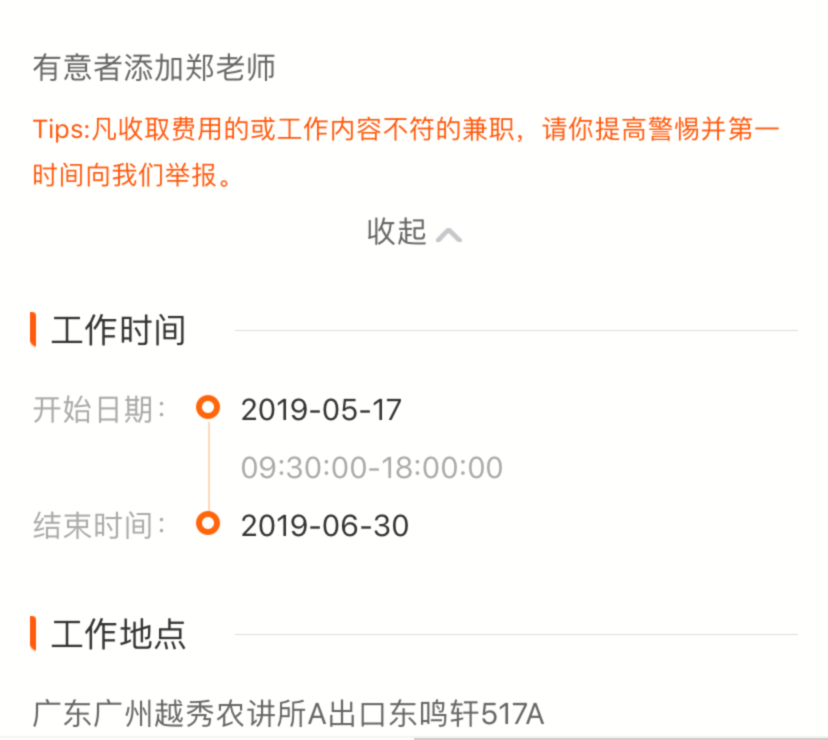 有意者添加郑老师
Tips:凡收取费用的或工作内容不符的兼职，请你提高警惕并第一
时间向我们举报。
收起
工作时间
开始日期：
2019-05-17
09:30:00-18:00:00
结束时间：
2019-06-30
工作地点
广东广州越秀农讲所A出口东鸣轩517A